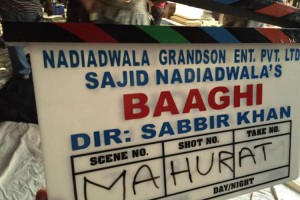 NADIADWALA GRANDSON ENT. PVT. LTD
SAJID NADIADWALA'S
BAAGHI
DIR: SABBIR KHAN
SCENE NO. SHOT NO. TAKE NO.
MAHURAT
DAY/NIGHT